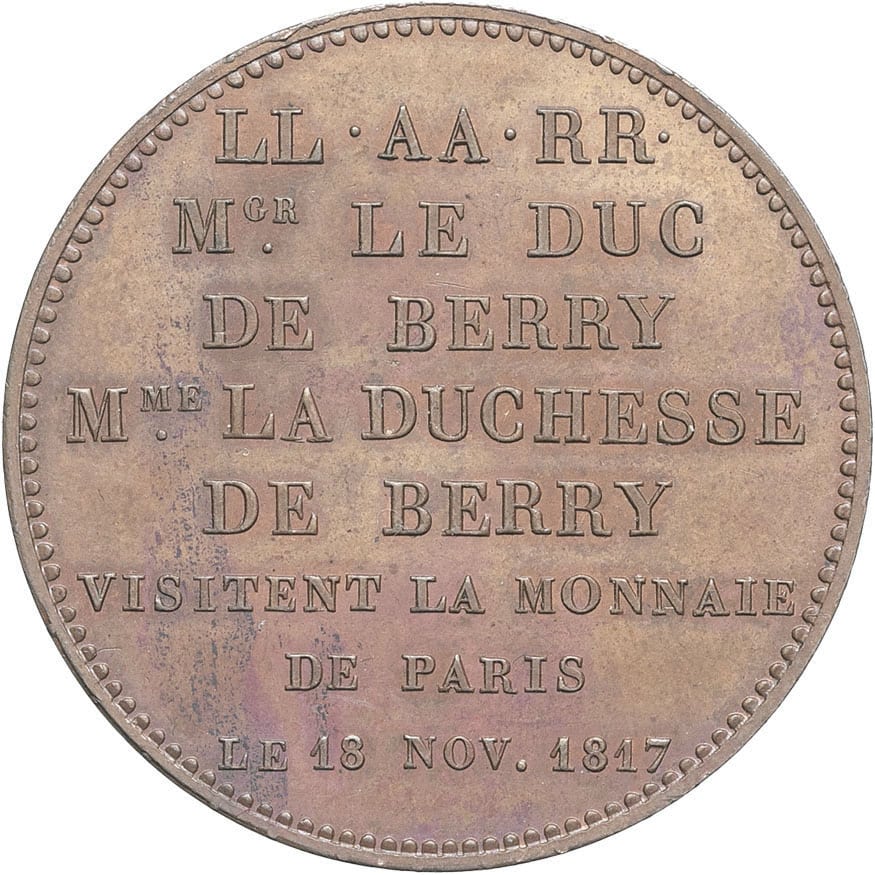 LL · AA · RR·
MGR. LE DUC
DE BERRY
MME. LA DUCHESSE
DE BERRY
VISITENT LA MONNAIE
DE PARIS
LE 18 NOV. 1817